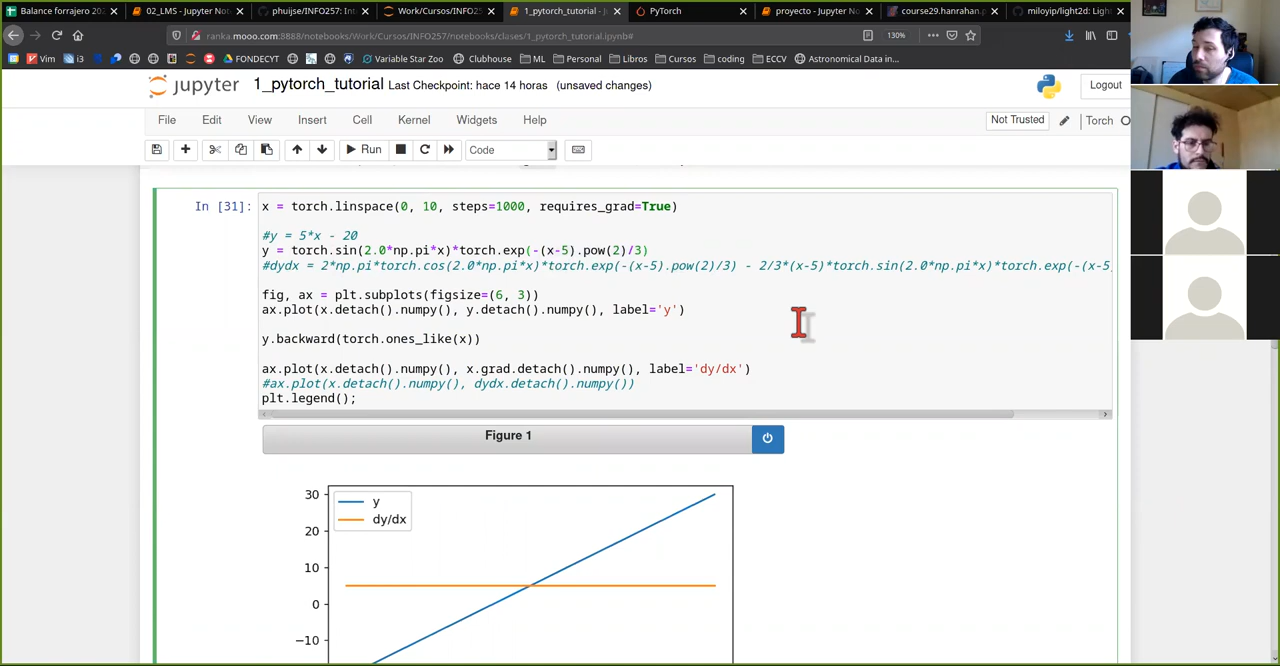 Balance forrajero 202
02_LMS - Jupyter Not
phuijse/INFO257: Int
Work/Cursos/INFO25
1_pytorch_tutorial - J
PyTorch
proyecto - Jupyter No
course29.hanrahan.p
miloyip/light2d: Light
ranka.mooo.com:8888/notebooks/Work/Cursos/INFO257/notebooks/clases/1_pytorch_tutorial.ipynb#
130%
Vim
i3
FONDECYT
Variable Star Zoo
Clubhouse
ML
Personal
Libros
Cursos
coding
ECCV
Astronomical Data in...
jupyter 1_pytorch_tutorial Last Checkpoint: hace 14 horas (unsaved changes)
Logout
File Edit View Insert Cell Kernel Widgets Help
Not Trusted
Torch
Run
Code
In [31]:
x = torch.linspace(0, 10, steps=1000, requires_grad=True)
#y = 5*x - 20
y = torch.sin(2.0*np.pi*x)*torch.exp(-(x-5).pow(2)/3)
#dydx = 2*np.pi*torch.cos(2.0*np.pi*x)*torch.exp(-(x-5).pow(2)/3) - 2/3*(x-5)*torch.sin(2.0*np.pi*x)*torch.exp(-(x-5
fig, ax = plt.subplots(figsize=(6, 3))
ax.plot(x.detach().numpy(), y.detach().numpy(), label='y')
y.backward(torch.ones_like(x))
ax.plot(x.detach().numpy(), x.grad.detach().numpy(), label='dy/dx')
#ax.plot(x.detach().numpy(), dydx.detach().numpy())
plt.legend();
Figure 1
30
20
10
0
−10
y
dy/dx